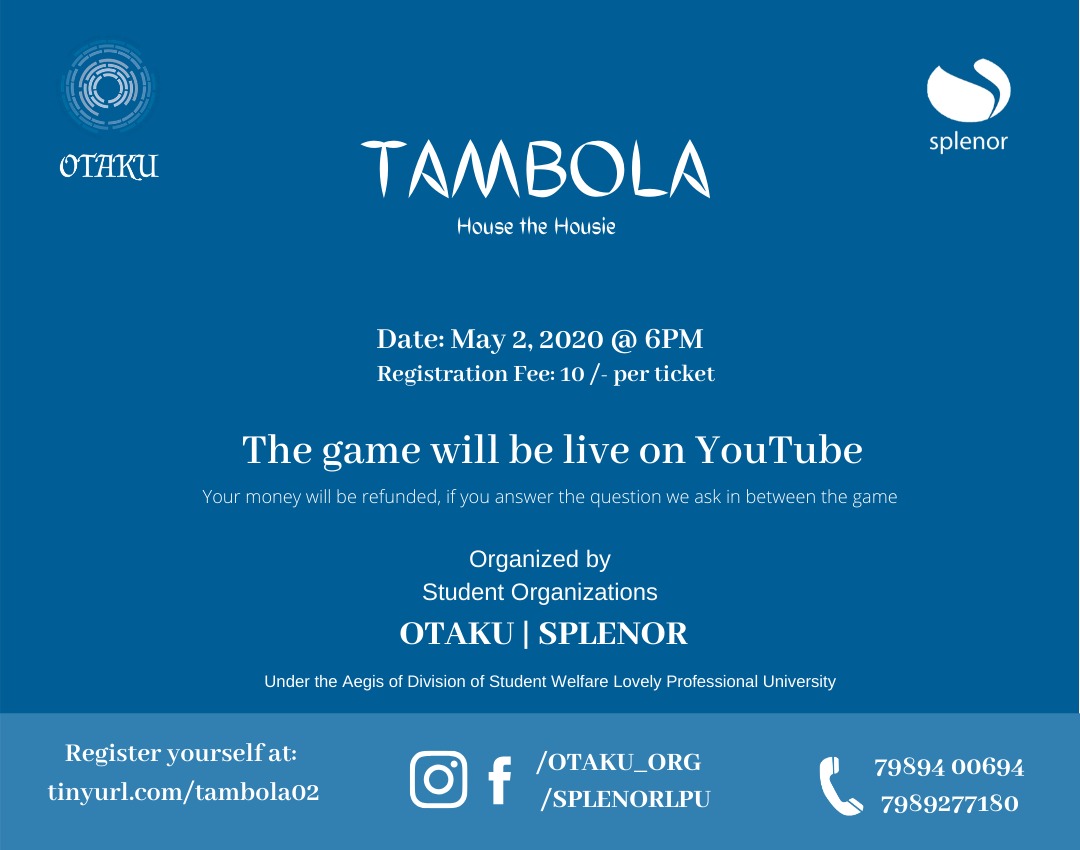 OTAKU
splenor
TAMBOLA
House the Housie
Date: May 2, 2020 @ 6PM
Registration Fee: 10 /- per ticket
The game will be live on YouTube
Your money will be refunded, if you answer the question we ask in between the game
Organized by
Student Organizations
OTAKU | SPLENOR
Under the Aegis of Division of Student Welfare Lovely Professional University
Register yourself at:
tinyurl.com/tambola02
/OTAKU_ORG
/SPLENORLPU
79894 00694
7989277180